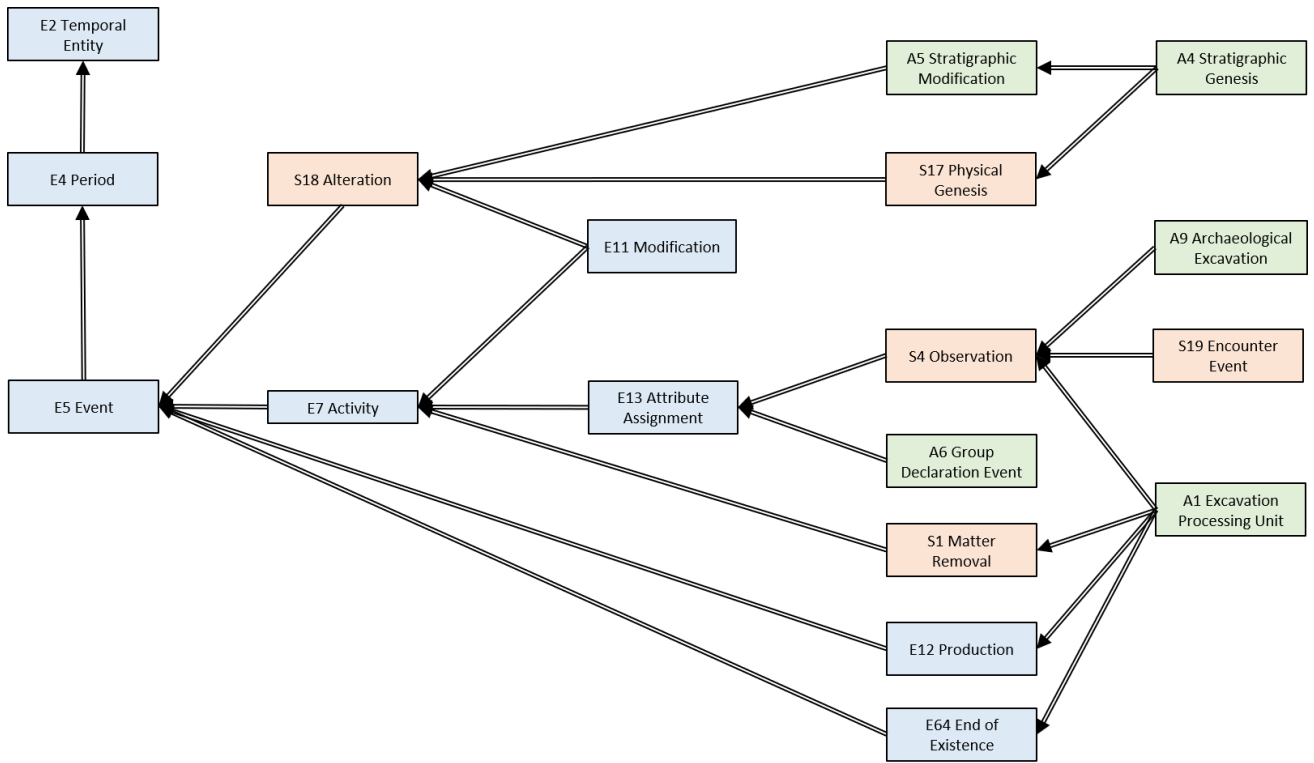 E2 Temporal
Entity
A5 Stratigraphic
Modification
A4 Stratigraphic
Genesis
E4 Period
S18 Alteration
S17 Physical
Genesis
E11 Modification
A9 Archaeological
Excavation
S4 Observation
S19 Encounter
Event
E5 Event
E7 Activity
E13 Attribute
Assignment
A6 Group
Declaration Event
A1 Excavation
Processing Unit
S1 Matter
Removal
E12 Production
E64 End of
Existence